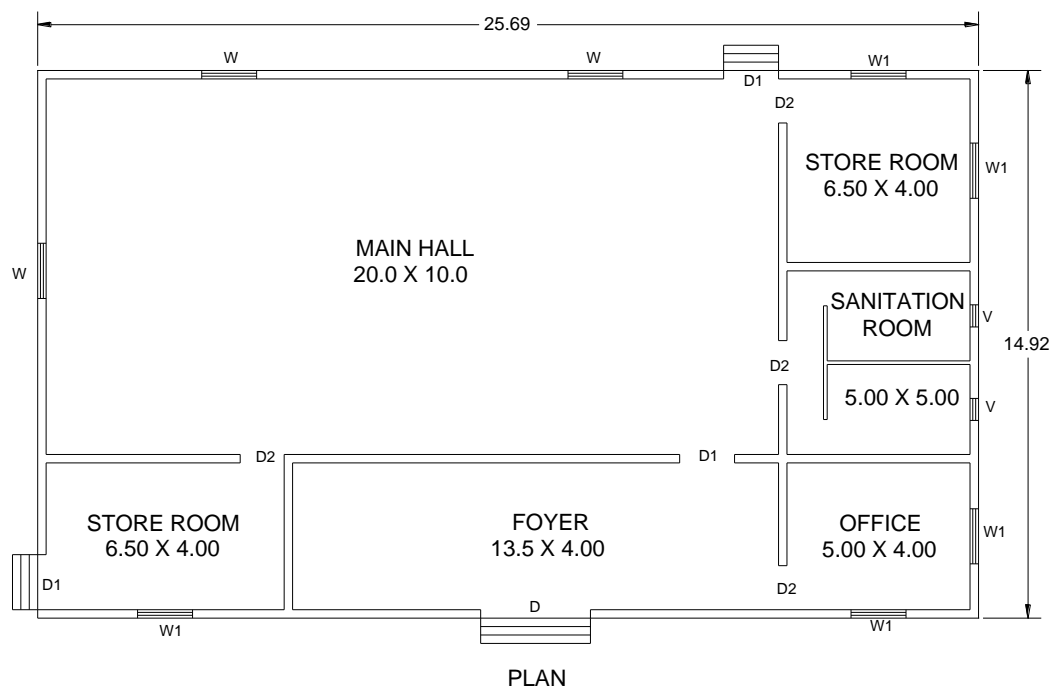 25.69
W
W
W1
D1
D2
STORE ROOM
6.50 X 4.00
W1
MAIN HALL
20.0 X 10.0
W
SANITATION
ROOM
V
14.92
D2
5.00 X 5.00
V
D2
D1
STORE ROOM
6.50 X 4.00
FOYER
13.5 X 4.00
OFFICE
5.00 X 4.00
W1
D1
D2
D
W1
W1
PLAN